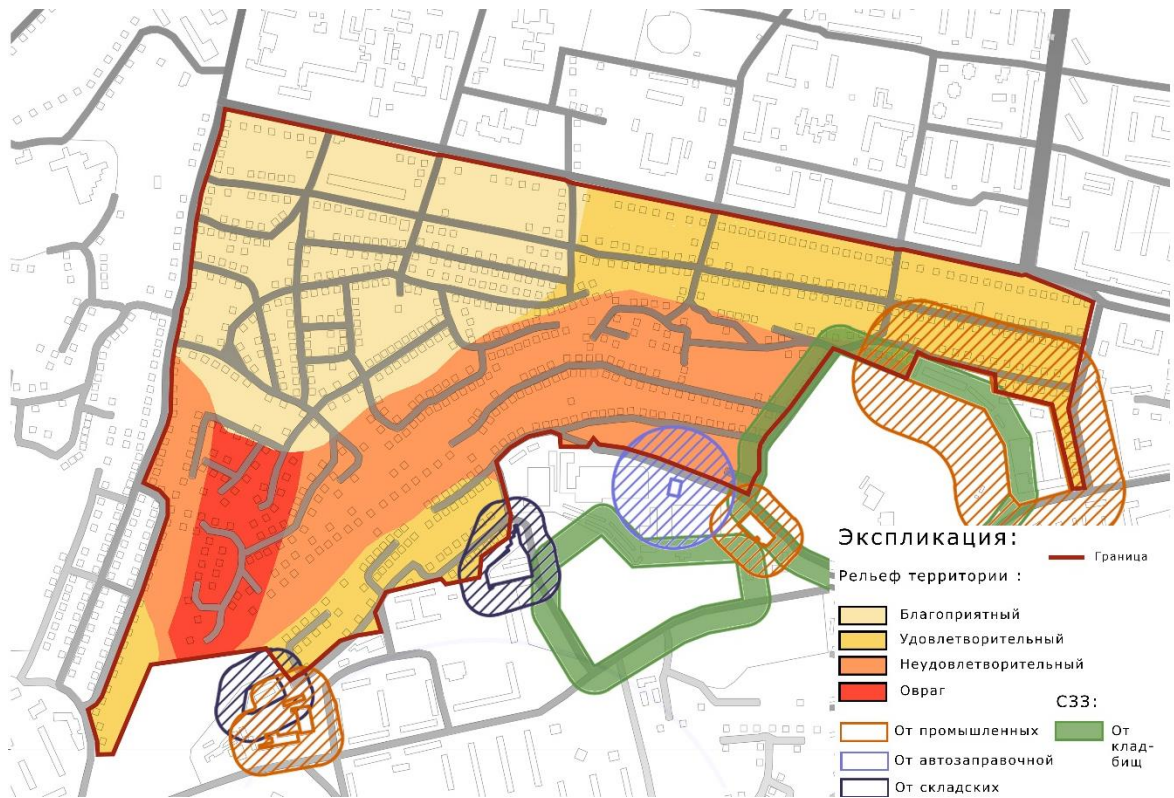 Экспликация:
Граница
Рельеф территории :
Благоприятный
Удовлетворительный
Неудовлетворительный
Овраг
СЗЗ:
От промышленных
От автозаправочной
От складских
От
клад-
бищ